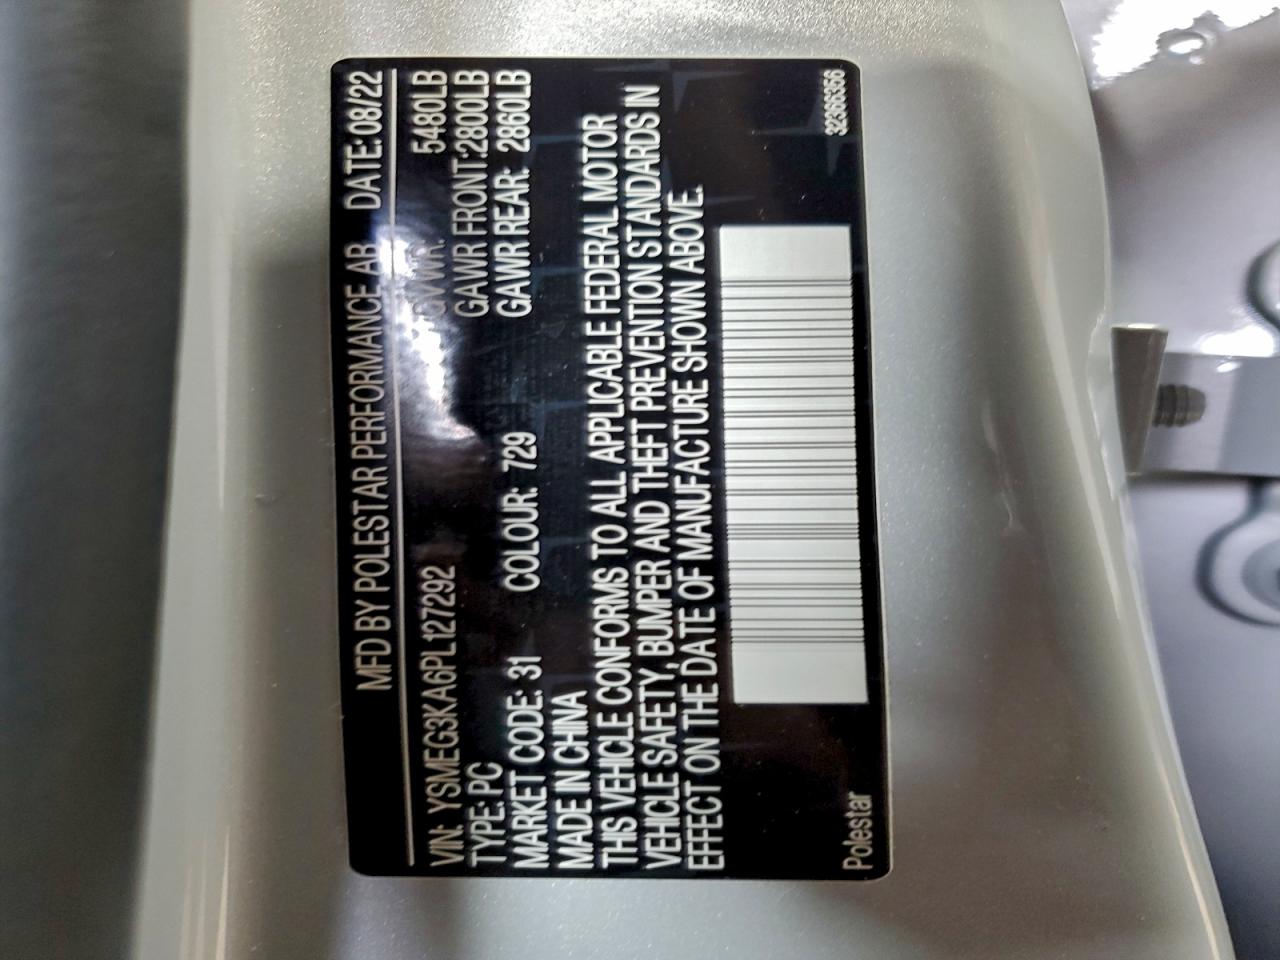 MFD BY POLESTAR PERFORMANCE AB DATE: 08/22
VIN: YSMEG3KA6PL127292 GVWR: 5480LB
TYPE: PC GAWR FRONT:2800LB
MARKET CODE: 31 COLOUR: 729 GAWR REAR: 2860LB
MADE IN CHINA
THIS VEHICLE CONFORMS TO ALL APPLICABLE FEDERAL MOTOR
VEHICLE SAFETY, BUMPER AND THEFT PREVENTION STANDARDS IN
EFFECT ON THE DATE OF MANUFACTURE SHOWN ABOVE.
Polestar 32366356